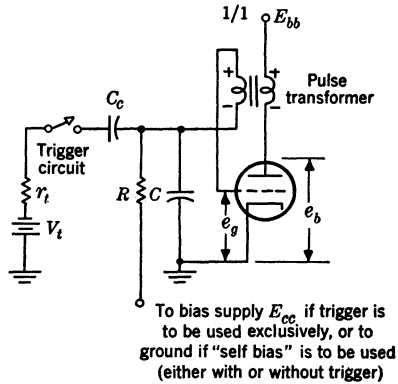 1/1
E_bb
+
+
Pulse
transformer
-
-
C_c
Trigger
circuit
r_t
R
C
V_t
e_g
e_b
To bias supply E_cc if trigger is
to be used exclusively, or to
ground if “self bias” is to be used
(either with or without trigger)